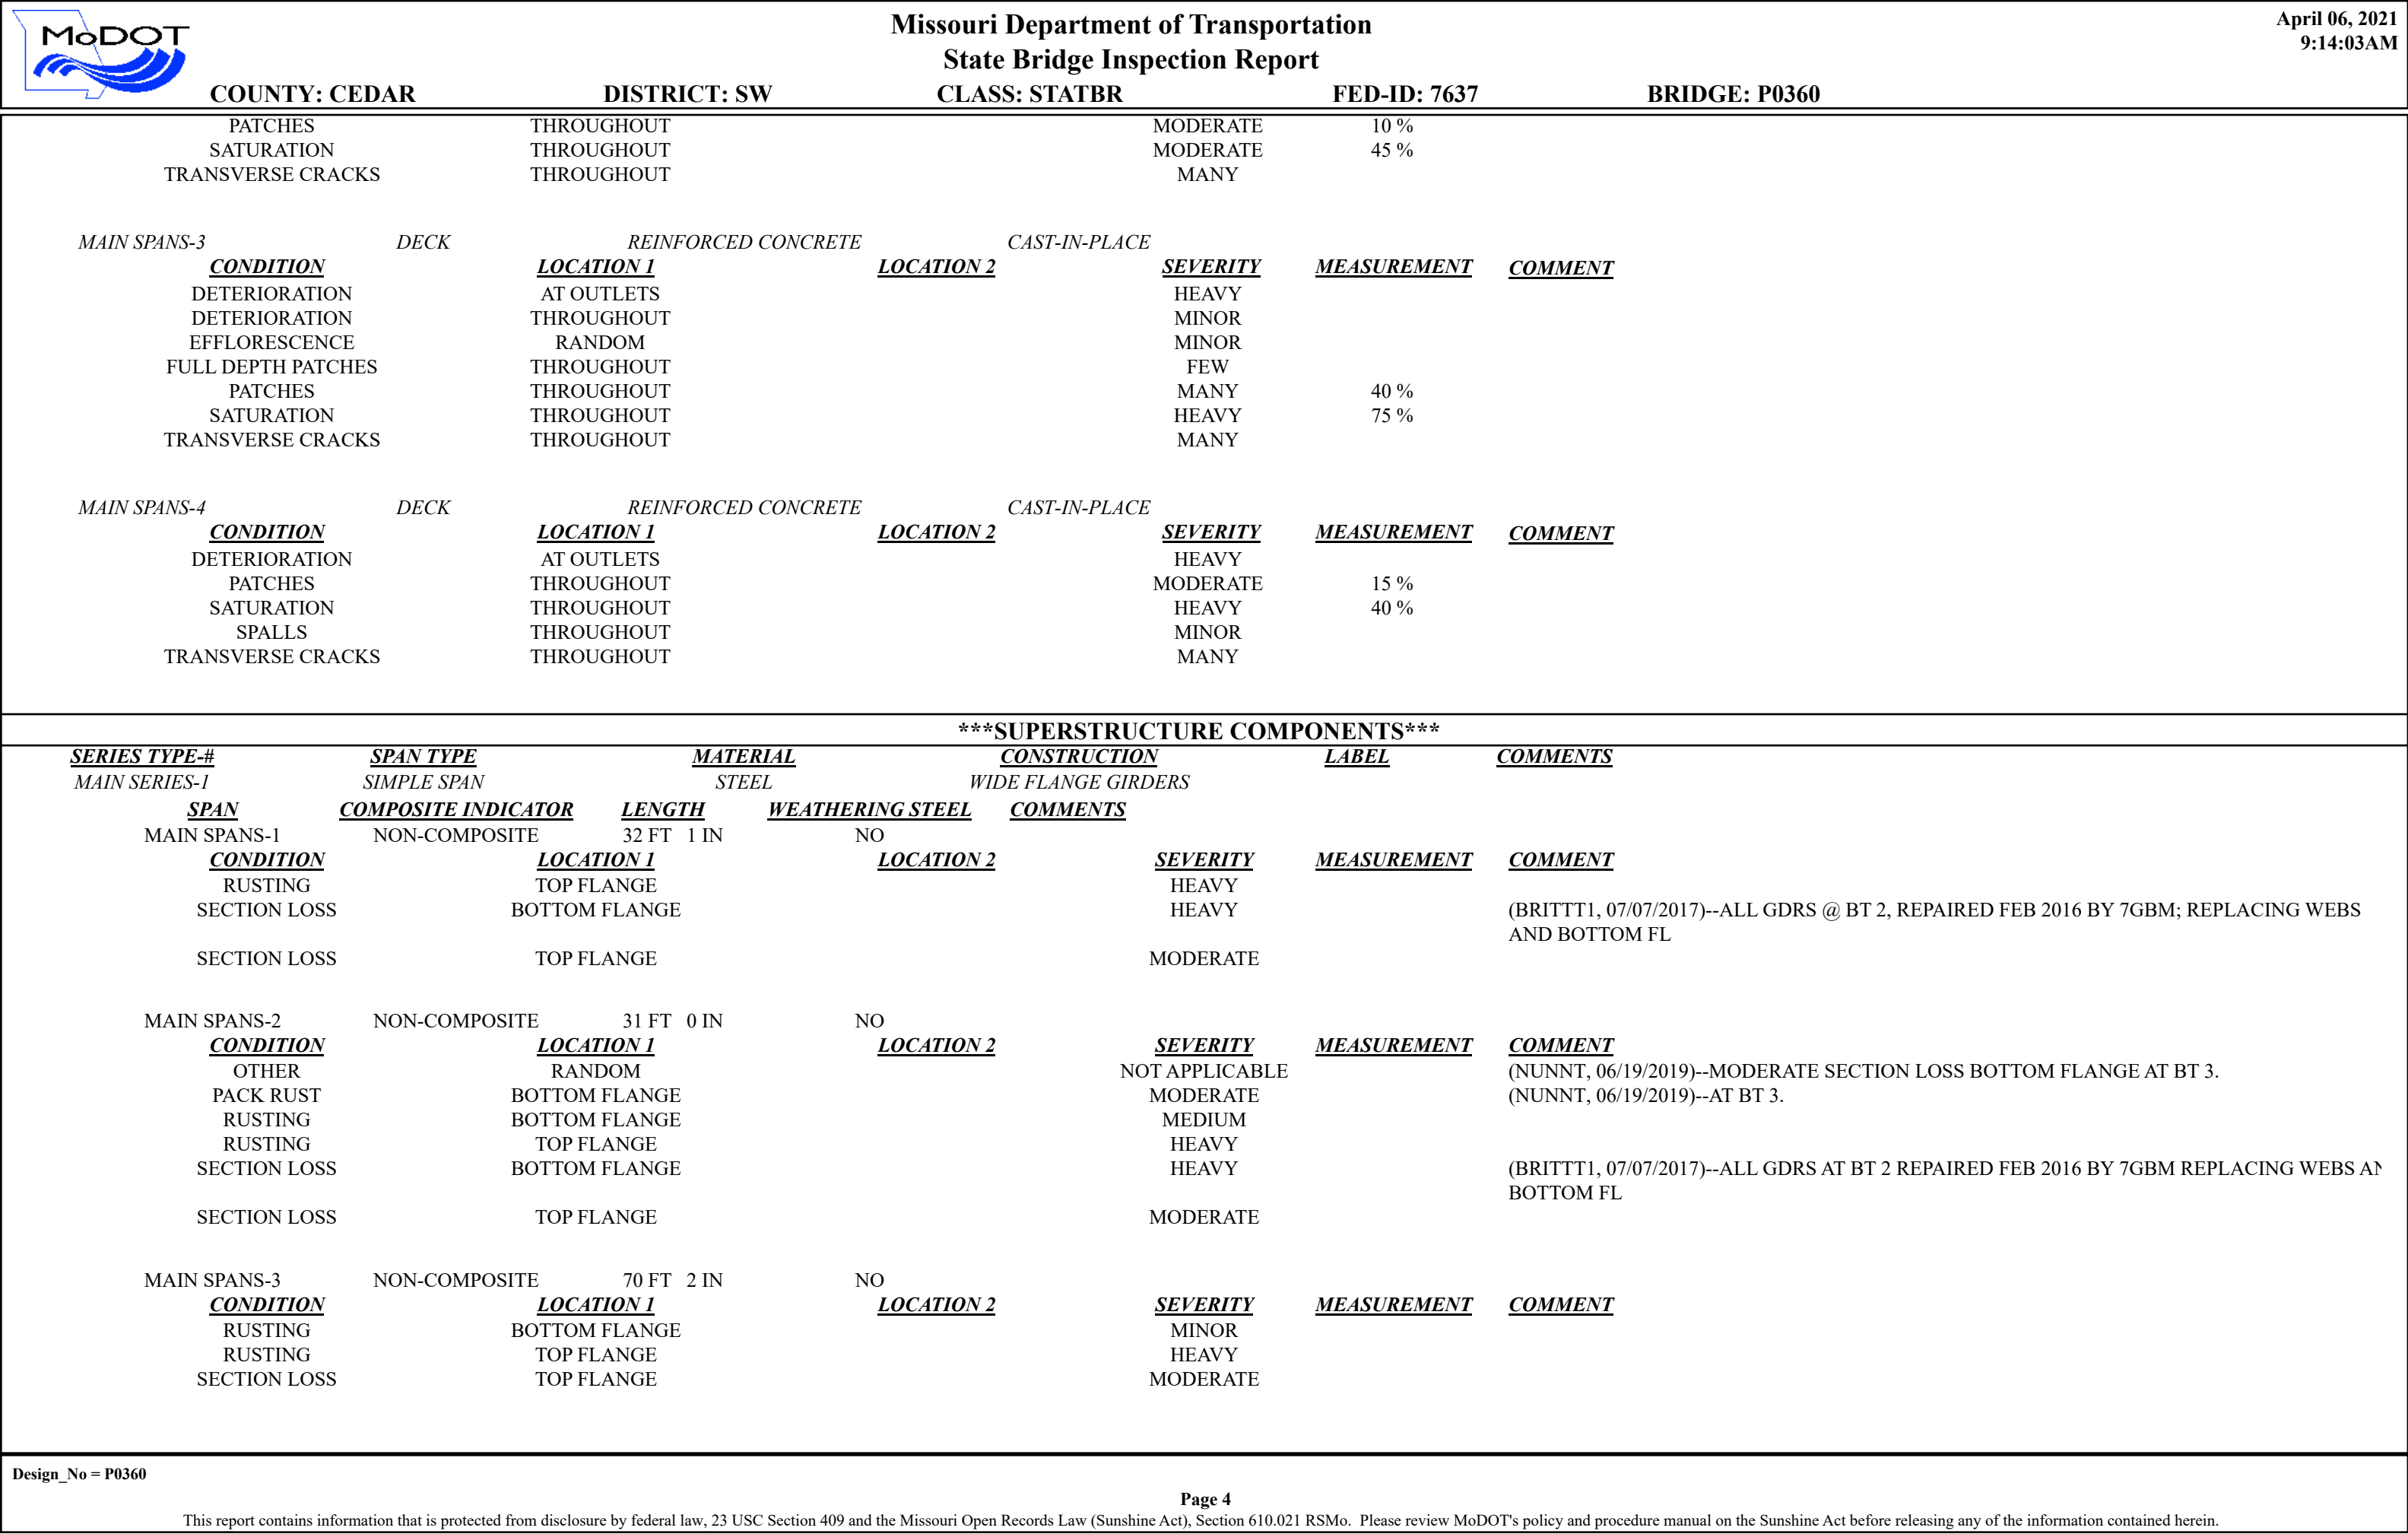 MoDOT
Missouri Department of Transportation
State Bridge Inspection Report
April 06, 2021
9:14:03AM
COUNTY: CEDAR DISTRICT: SW CLASS: STATBR FED-ID: 7637 BRIDGE: P0360
PATCHES THROUGHOUT MODERATE 10 %
SATURATION THROUGHOUT MODERATE 45 %
TRANSVERSE CRACKS THROUGHOUT MANY
MAIN SPANS-3 DECK REINFORCED CONCRETE CAST-IN-PLACE
CONDITION LOCATION 1 LOCATION 2 SEVERITY MEASUREMENT COMMENT
DETERIORATION AT OUTLETS HEAVY
DETERIORATION THROUGHOUT MINOR
EFFLORESCENCE RANDOM MINOR
FULL DEPTH PATCHES THROUGHOUT FEW
PATCHES THROUGHOUT MANY 40 %
SATURATION THROUGHOUT HEAVY 75 %
TRANSVERSE CRACKS THROUGHOUT MANY
MAIN SPANS-4 DECK REINFORCED CONCRETE CAST-IN-PLACE
CONDITION LOCATION 1 LOCATION 2 SEVERITY MEASUREMENT COMMENT
DETERIORATION AT OUTLETS HEAVY
PATCHES THROUGHOUT MODERATE 15 %
SATURATION THROUGHOUT HEAVY 40 %
SPALLS THROUGHOUT MINOR
TRANSVERSE CRACKS THROUGHOUT MANY
***SUPERSTRUCTURE COMPONENTS***
SERIES TYPE-# SPAN TYPE MATERIAL CONSTRUCTION LABEL COMMENTS
MAIN SERIES-1 SIMPLE SPAN STEEL WIDE FLANGE GIRDERS
SPAN COMPOSITE INDICATOR LENGTH WEATHERING STEEL COMMENTS
MAIN SPANS-1 NON-COMPOSITE 32 FT 1 IN NO
CONDITION LOCATION 1 LOCATION 2 SEVERITY MEASUREMENT COMMENT
RUSTING TOP FLANGE HEAVY
SECTION LOSS BOTTOM FLANGE HEAVY (BRITTT1, 07/07/2017)--ALL GDRS @ BT 2, REPAIRED FEB 2016 BY 7GBM; REPLACING WEBS
AND BOTTOM FL
SECTION LOSS TOP FLANGE MODERATE
MAIN SPANS-2 NON-COMPOSITE 31 FT 0 IN NO
CONDITION LOCATION 1 LOCATION 2 SEVERITY MEASUREMENT COMMENT
OTHER RANDOM NOT APPLICABLE (NUNNT, 06/19/2019)--MODERATE SECTION LOSS BOTTOM FLANGE AT BT 3.
PACK RUST BOTTOM FLANGE MODERATE (NUNNT, 06/19/2019)--AT BT 3.
RUSTING BOTTOM FLANGE MEDIUM
RUSTING TOP FLANGE HEAVY
SECTION LOSS BOTTOM FLANGE HEAVY (BRITTT1, 07/07/2017)--ALL GDRS AT BT 2 REPAIRED FEB 2016 BY 7GBM REPLACING WEBS
BOTTOM FL
SECTION LOSS TOP FLANGE MODERATE
MAIN SPANS-3 NON-COMPOSITE 70 FT 2 IN NO
CONDITION LOCATION 1 LOCATION 2 SEVERITY MEASUREMENT COMMENT
RUSTING BOTTOM FLANGE MINOR
RUSTING TOP FLANGE HEAVY
SECTION LOSS TOP FLANGE MODERATE
Design_No = P0360
Page 4
This report contains information that is protected from disclosure by federal law, 23 USC Section 409 and the Missouri Open Records Law (Sunshine Act), Section 610.021 RSMo. Please review MoDOT's policy and procedure manual on the Sunshine Act before releasing any of the information contained herein.